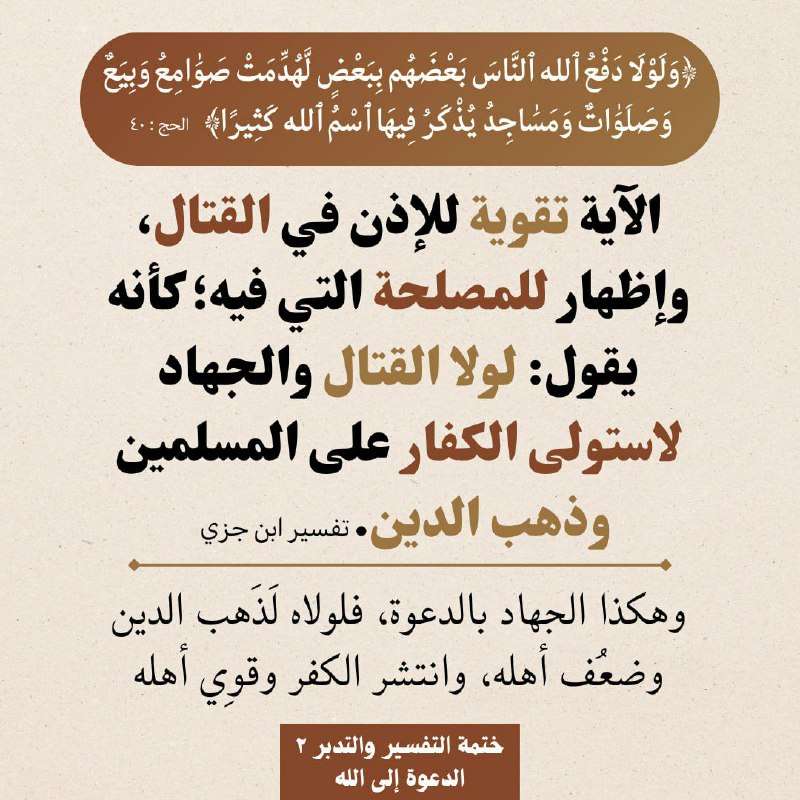 ﴿وَلَوْلَا دَفْعُ ٱلله ٱلنَّاسَ بَعْضَهُم بِبَعْضٍ لَّهُدِّمَتْ صَوَٰمِعُ وَبِيَعٌ
وَصَلَوَٰتٌ وَمَسَٰجِدُ يُذْكَرُ فِيهَا ٱسْمُ ٱلله كَثِيرًا﴾ الحج : ٤٠
الآية تقوية للإذن في القتال،
وإظهار للمصلحة التي فيه؛ كأنه
يقول: لولا القتال والجهاد
لاستولى الكفار على المسلمين
وذهب الدين. تفسير ابن جزي
وهكذا الجهاد بالدعوة، فلولاه لَذَهب الدين
وضعُف أهله، وانتشر الكفر وقوِي أهله
ختمة التفسير والتدبر ٢
الدعوة إلى الله